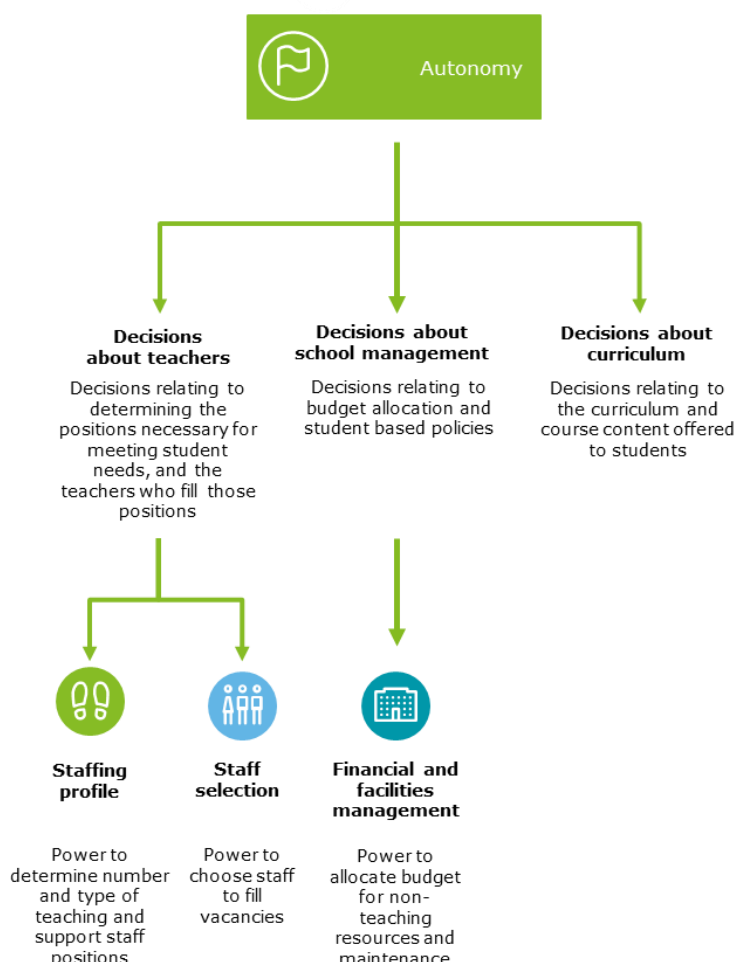 Autonomy
Decisions
about teachers
Decisions relating to
determining the
positions necessary for
meeting student
needs, and the
teachers who fill those
positions
Decisions about
school management
Decisions relating to
budget allocation and
student based policies
Decisions about
curriculum
Decisions relating to
the curriculum and
course content offered
to students
Staffing
profile
Power to
determine number
and type of
teaching and
support staff
positions
Staff
selection
Power to
choose staff
to fill
vacancies
Financial and
facilities
management
Power to
allocate budget
for non-
teaching
resources and
maintenance